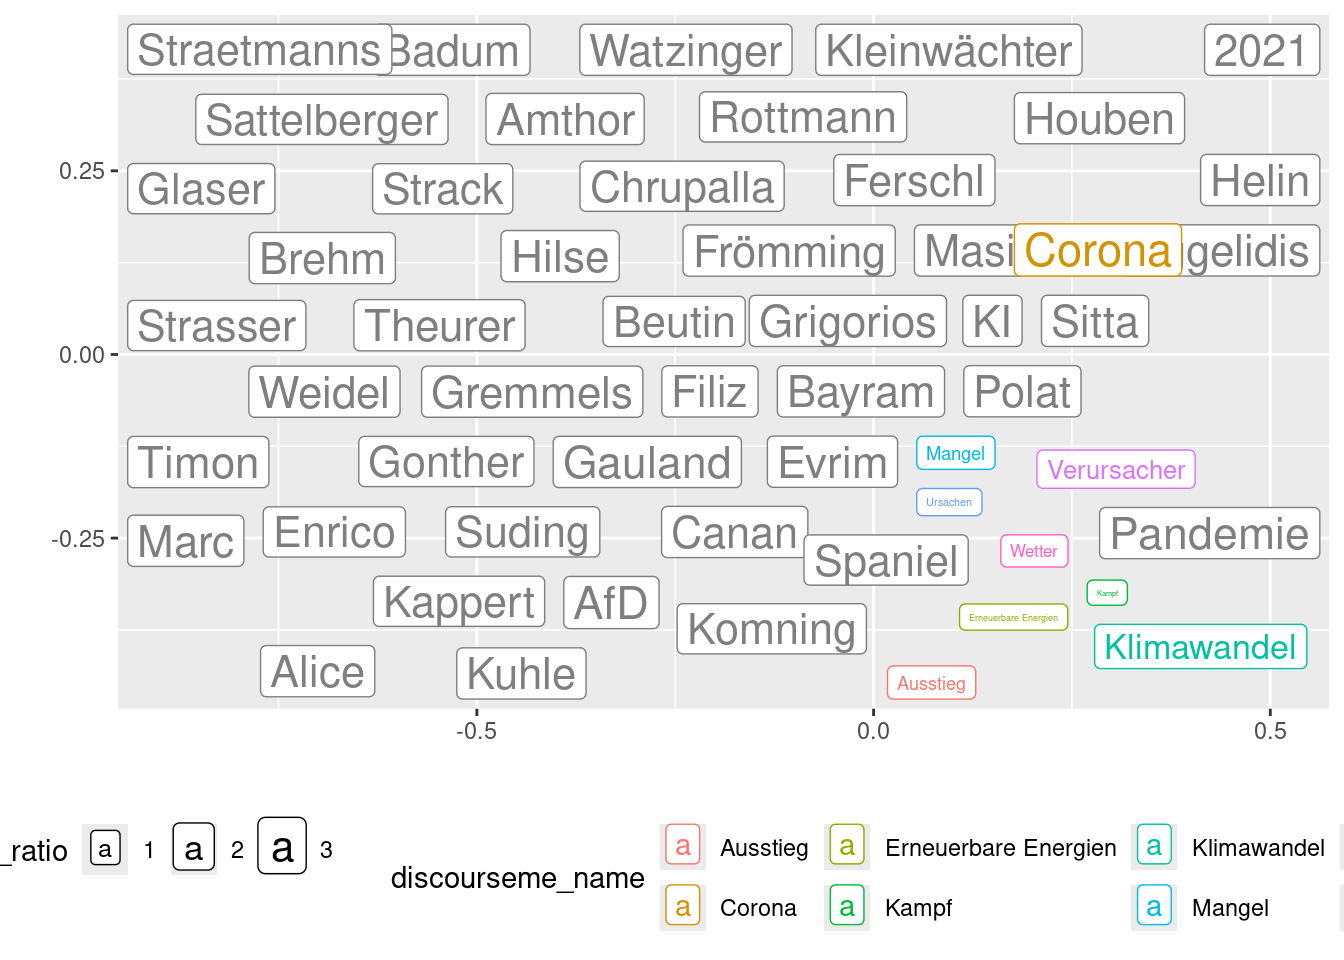 Straetmanns Badum Watzinger Kleinwächter 2021
Sattelberger Amthor Rottmann Houben
0.25 Glaser Strack Chrupalla Ferschl Helin
Brehm Hilse Frömming Masi Corona gelidis
0.00 Strasser Theurer Beutin Grigorios KI Sitta
Weidel Gremmels Filiz Bayram Polat
Timon Gonther Gauland Evrim Mangel Verursacher
Ursachen
-0.25 Marc Enrico Suding Canan Spaniel Wetter Pandemie
Kappert AfD Komning Erneuerbare Energien Kampf
Alice Kuhle Ausstieg Klimawandel
-0.5 0.0 0.5
_ratio a 1 a 2 a 3
discourseme_name
a Ausstieg a Erneuerbare Energien a Klimawandel
a Corona a Kampf a Mangel